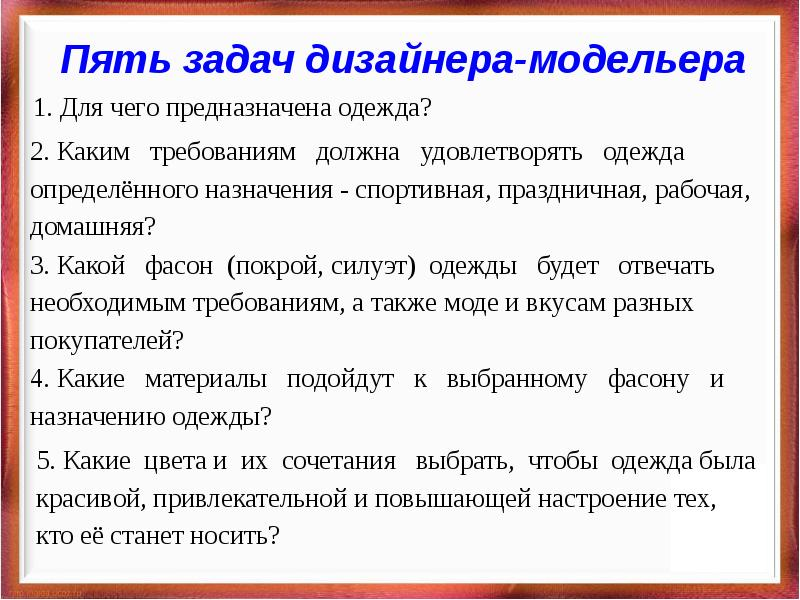 Пять задач дизайнера-модельера
1. Для чего предназначена одежда?
2. Каким требованиям должна удовлетворять одежда
определённого назначения - спортивная, праздничная, рабочая,
домашняя?
3. Какой фасон (покрой, силуэт) одежды будет отвечать
необходимым требованиям, а также моде и вкусам разных
покупателей?
4. Какие материалы подойдут к выбранному фасону и
назначению одежды?
5. Какие цвета и их сочетания выбрать, чтобы одежда была
красивой, привлекательной и повышающей настроение тех,
кто её станет носить?